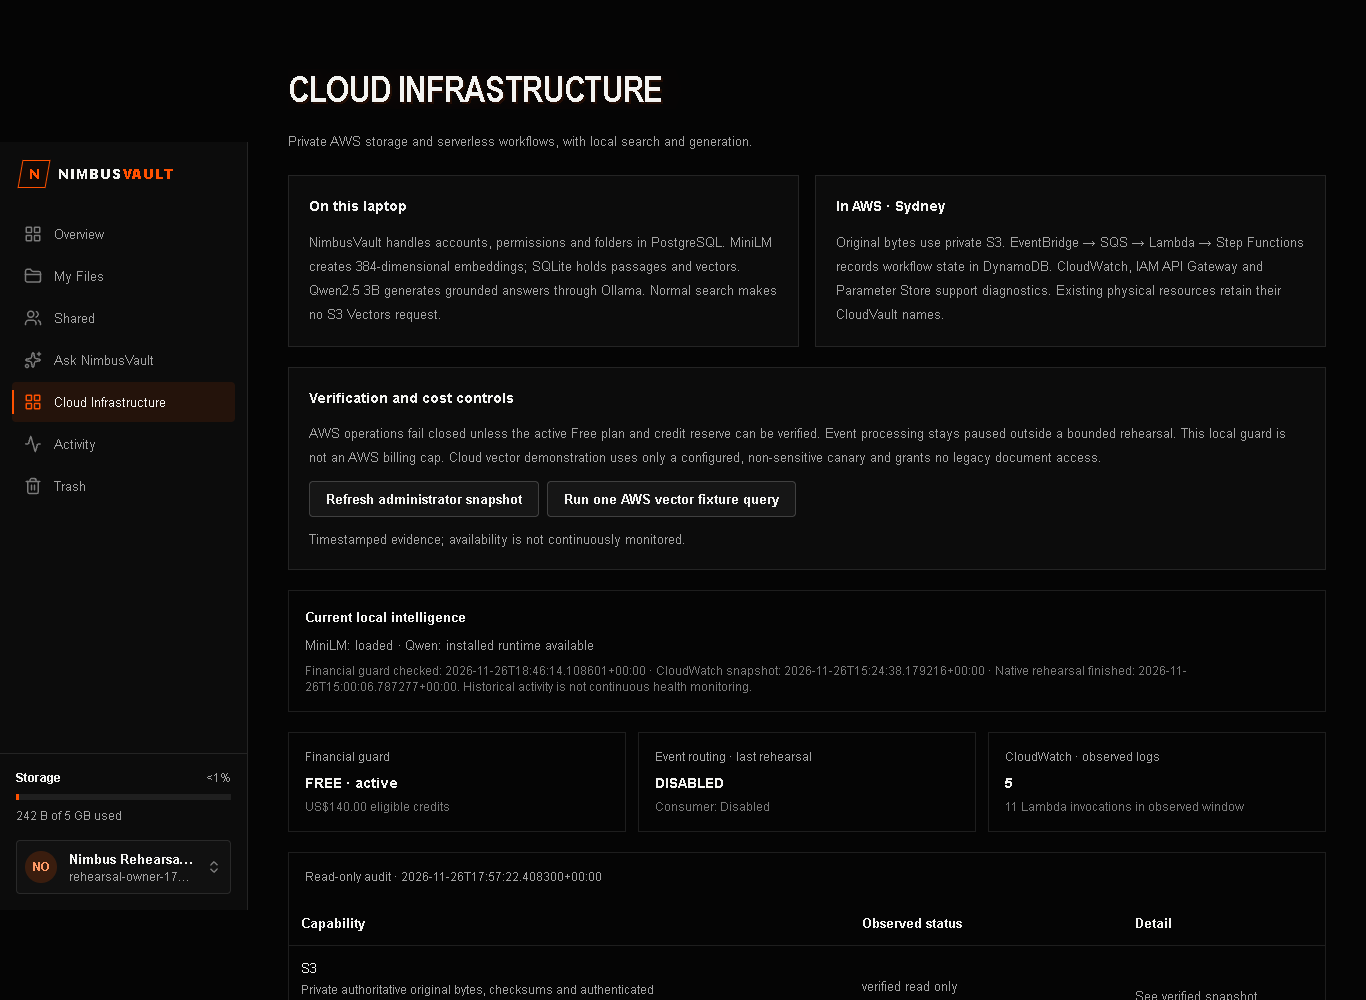 CLOUD INFRASTRUCTURE
Private AWS storage and serverless workflows, with local search and generation.
N NIMBUSVAULT
Overview
My Files
Shared
Ask NimbusVault
Cloud Infrastructure
Activity
Trash
Storage <1%
242 B of 5 GB used
NO Nimbus Rehearsa...
rehearsal-owner-17...
On this laptop
NimbusVault handles accounts, permissions and folders in PostgreSQL. MiniLM
creates 384-dimensional embeddings; SQLite holds passages and vectors.
Qwen2.5 3B generates grounded answers through Ollama. Normal search makes
no S3 Vectors request.
In AWS · Sydney
Original bytes use private S3. EventBridge → SQS → Lambda → Step Functions
records workflow state in DynamoDB. CloudWatch, IAM API Gateway and
Parameter Store support diagnostics. Existing physical resources retain their
CloudVault names.
Verification and cost controls
AWS operations fail closed unless the active Free plan and credit reserve can be verified. Event processing stays paused outside a bounded rehearsal. This local guard is
not an AWS billing cap. Cloud vector demonstration uses only a configured, non-sensitive canary and grants no legacy document access.
Refresh administrator snapshot
Run one AWS vector fixture query
Timestamped evidence; availability is not continuously monitored.
Current local intelligence
MiniLM: loaded · Qwen: installed runtime available
Financial guard checked: 2026-11-26T18:46:14.108601+00:00 · CloudWatch snapshot: 2026-11-26T15:24:38.179216+00:00 · Native rehearsal finished: 2026-11-
26T15:00:06.787277+00:00. Historical activity is not continuous health monitoring.
Financial guard
FREE · active
US$140.00 eligible credits
Event routing · last rehearsal
DISABLED
Consumer: Disabled
CloudWatch · observed logs
5
11 Lambda invocations in observed window
Read-only audit · 2026-11-26T17:57:22.408300+00:00
Capability Observed status Detail
S3
Private authoritative original bytes, checksums and authenticated
verified read only
See verified snapshot